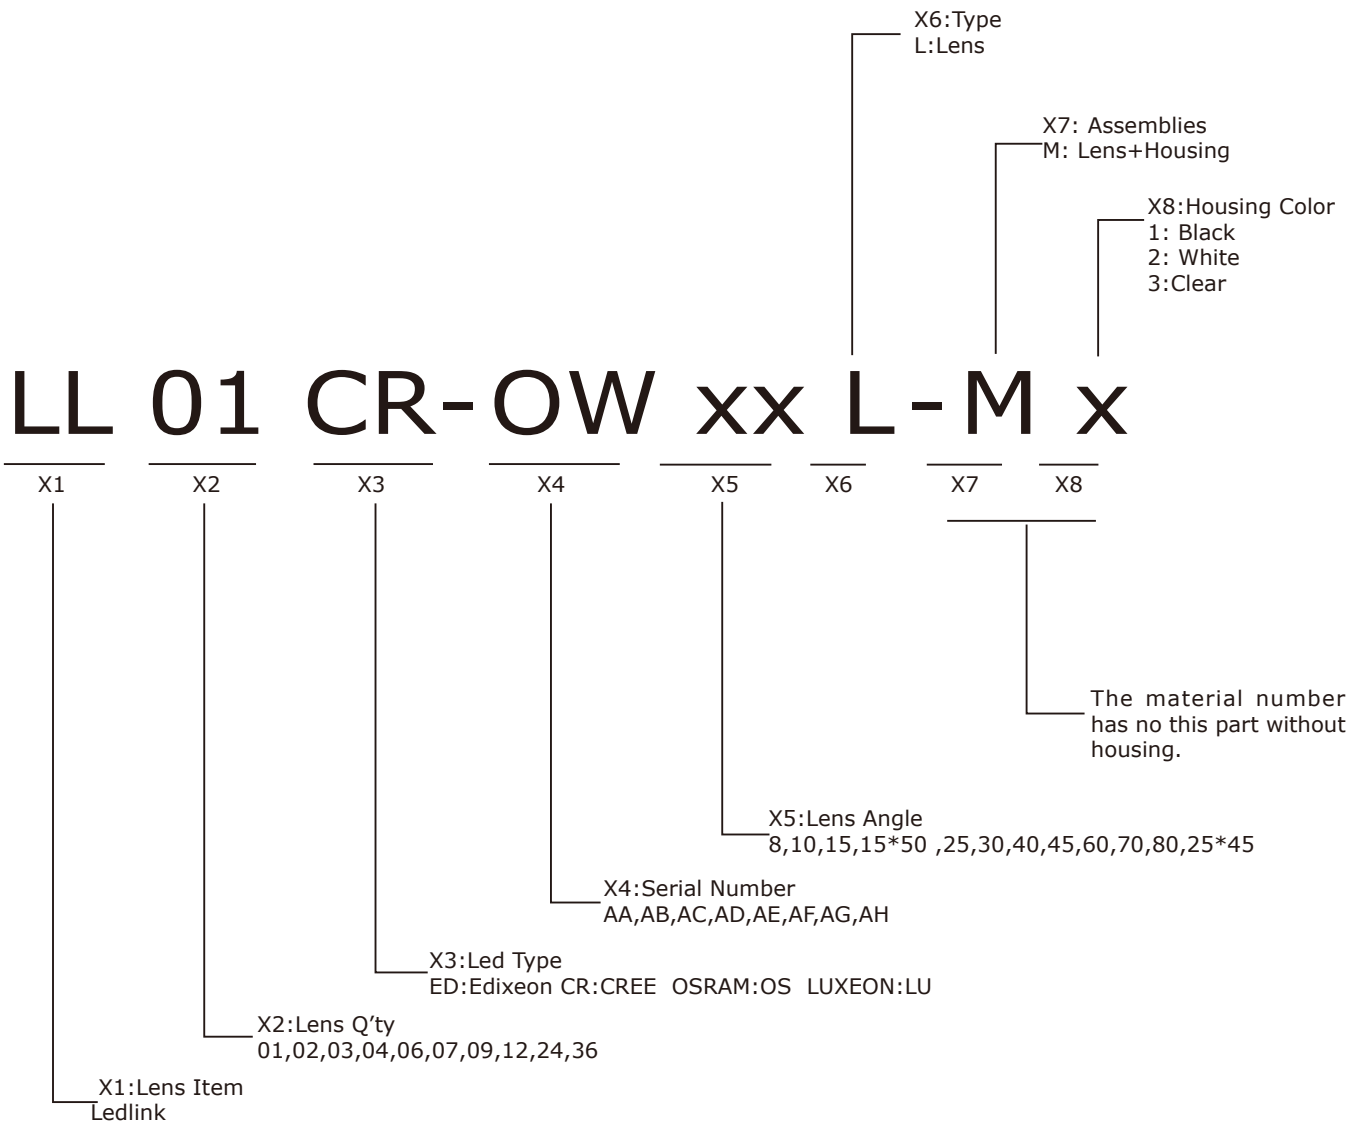 X6:Type
L:Lens
X7: Assemblies
M: Lens+Housing
X8:Housing Color
1: Black
2: White
3:Clear
LL 01 CR-OW xx L-M x
X1 X2 X3 X4 X5 X6 X7 X8
The material number
has no this part without
housing.
X5:Lens Angle
8,10,15,15*50 ,25,30,40,45,60,70,80,25*45
X4:Serial Number
AA,AB,AC,AD,AE,AF,AG,AH
X3:Led Type
ED:Edixeon CR:CREE OSRAM:OS LUXEON:LU
X2:Lens Q’ty
01,02,03,04,06,07,09,12,24,36
X1:Lens Item
Ledlink